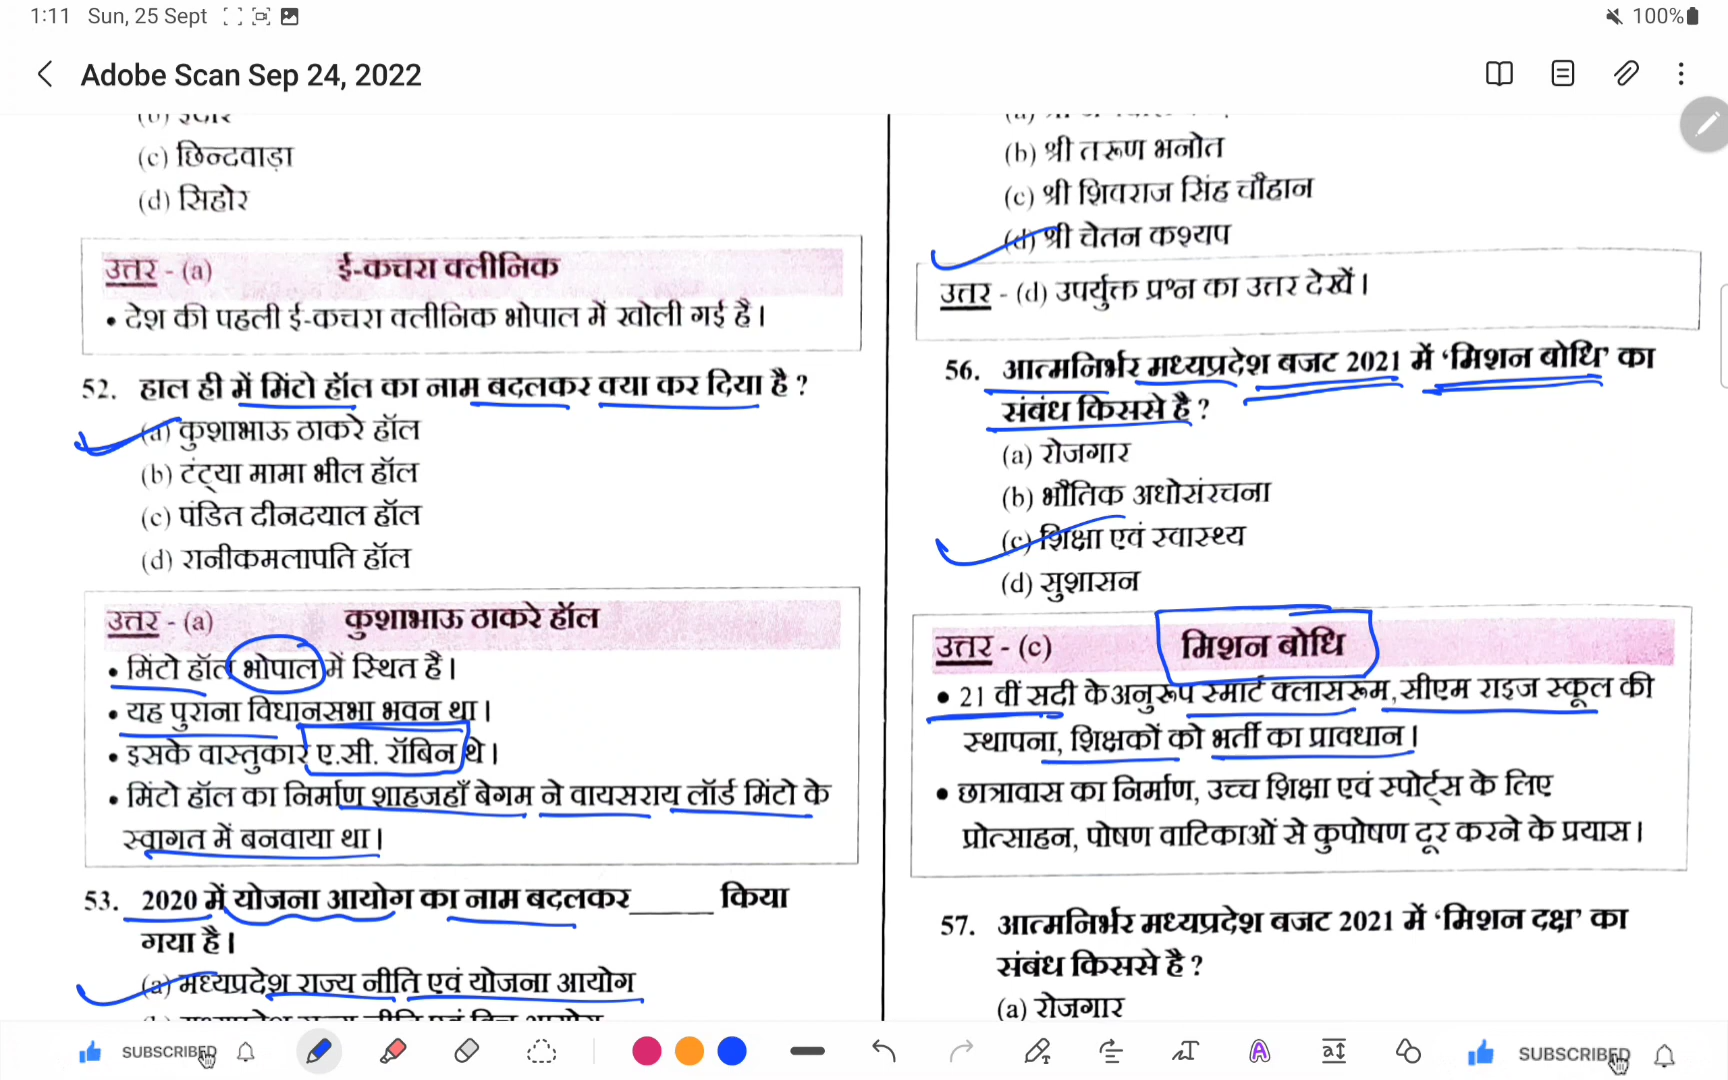 1:11 Sun, 25 Sept
100%
Adobe Scan Sep 24, 2022
(c) छिन्दवाड़ा
(d) सिहोर
उत्तर - (a) ई-कचरा क्लीनिक
• देश की पहली ई-कचरा क्लीनिक भोपाल में खोली गई है।
52. हाल ही में मिंटो हॉल का नाम बदलकर क्या कर दिया है ?
(a) कुशाभाऊ ठाकरे हॉल
(b) टंट्या मामा भील हॉल
(c) पंडित दीनदयाल हॉल
(d) रानीकमलापति हॉल
उत्तर - (a) कुशाभाऊ ठाकरे हॉल
• मिंटो हॉल भोपाल में स्थित है।
• यह पुराना विधानसभा भवन था।
• इसके वास्तुकार ए.सी. रॉबिन थे।
• मिंटो हॉल का निर्माण शाहजहाँ बेगम ने वायसराय लॉर्ड मिंटो के
स्वागत में बनवाया था।
53. 2020 में योजना आयोग का नाम बदलकर______ किया
गया है।
(a) मध्यप्रदेश राज्य नीति एवं योजना आयोग
(b) श्री तरूण भनोत
(c) श्री शिवराज सिंह चौहान
(d) श्री चेतन कश्यप
उत्तर - (d) उपर्युक्त प्रश्न का उत्तर देखें।
56. आत्मनिर्भर मध्यप्रदेश बजट 2021 में ‘मिशन बोधि’ का
संबंध किससे है ?
(a) रोजगार
(b) भौतिक अधोसंरचना
(c) शिक्षा एवं स्वास्थ्य
(d) सुशासन
उत्तर - (c) मिशन बोधि
• 21 वीं सदी के अनुरूप स्मार्ट क्लासरूम, सीएम राइज स्कूल की
स्थापना, शिक्षकों को भर्ती का प्रावधान।
• छात्रावास का निर्माण, उच्च शिक्षा एवं स्पोर्ट्स के लिए
प्रोत्साहन, पोषण वाटिकाओं से कुपोषण दूर करने के प्रयास।
57. आत्मनिर्भर मध्यप्रदेश बजट 2021 में ‘मिशन दक्ष’ का
संबंध किससे है ?
(a) रोजगार
SUBSCRIBED
SUBSCRIBED